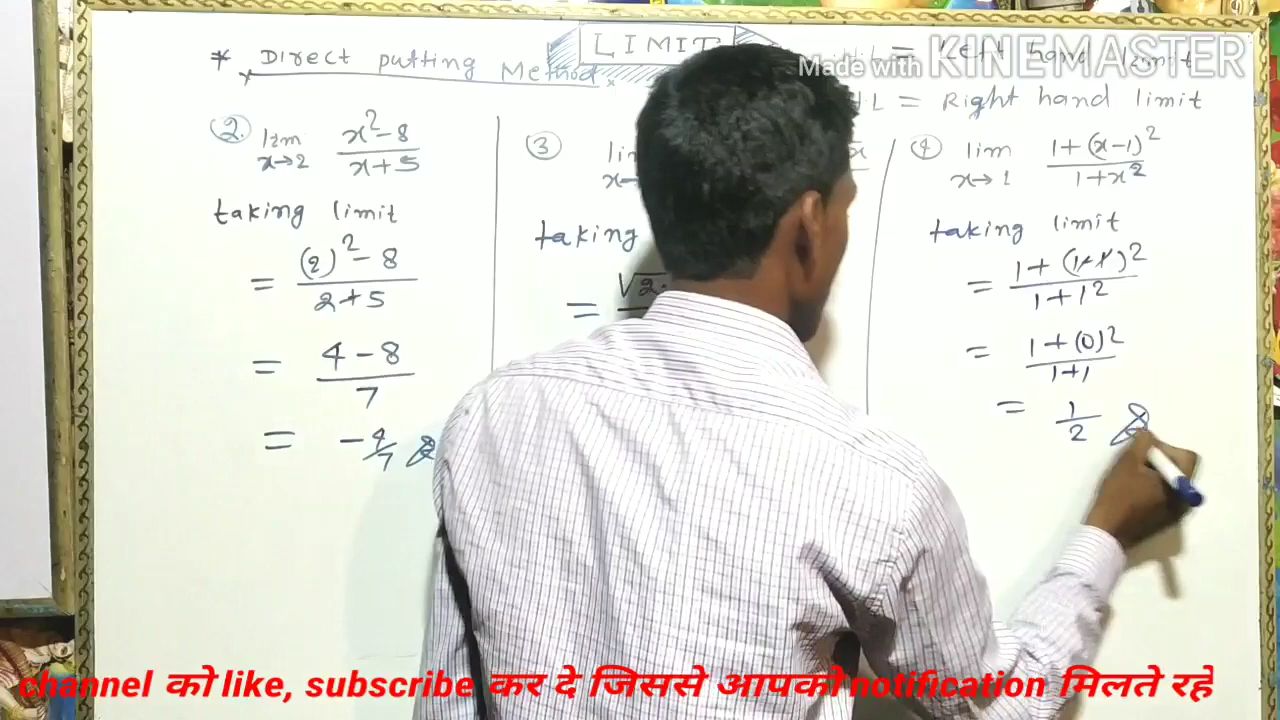 LIMIT
* Direct putting Method
= Left hand limit
HL = Right hand limit
Made with KINEMASTER
2. lim x→2 x²-8 / x+5
taking limit
= (2)²-8 / 2+5
= 4-8 / 7
= -4/7
3
taking
= √2
4 lim x→1 1+(x-1)² / 1+x²
taking limit
= 1+(1-1)² / 1+1²
= 1+(0)² / 1+1
= 1/2
channel को like, subscribe कर दे जिससे आपको notification मिलते रहे